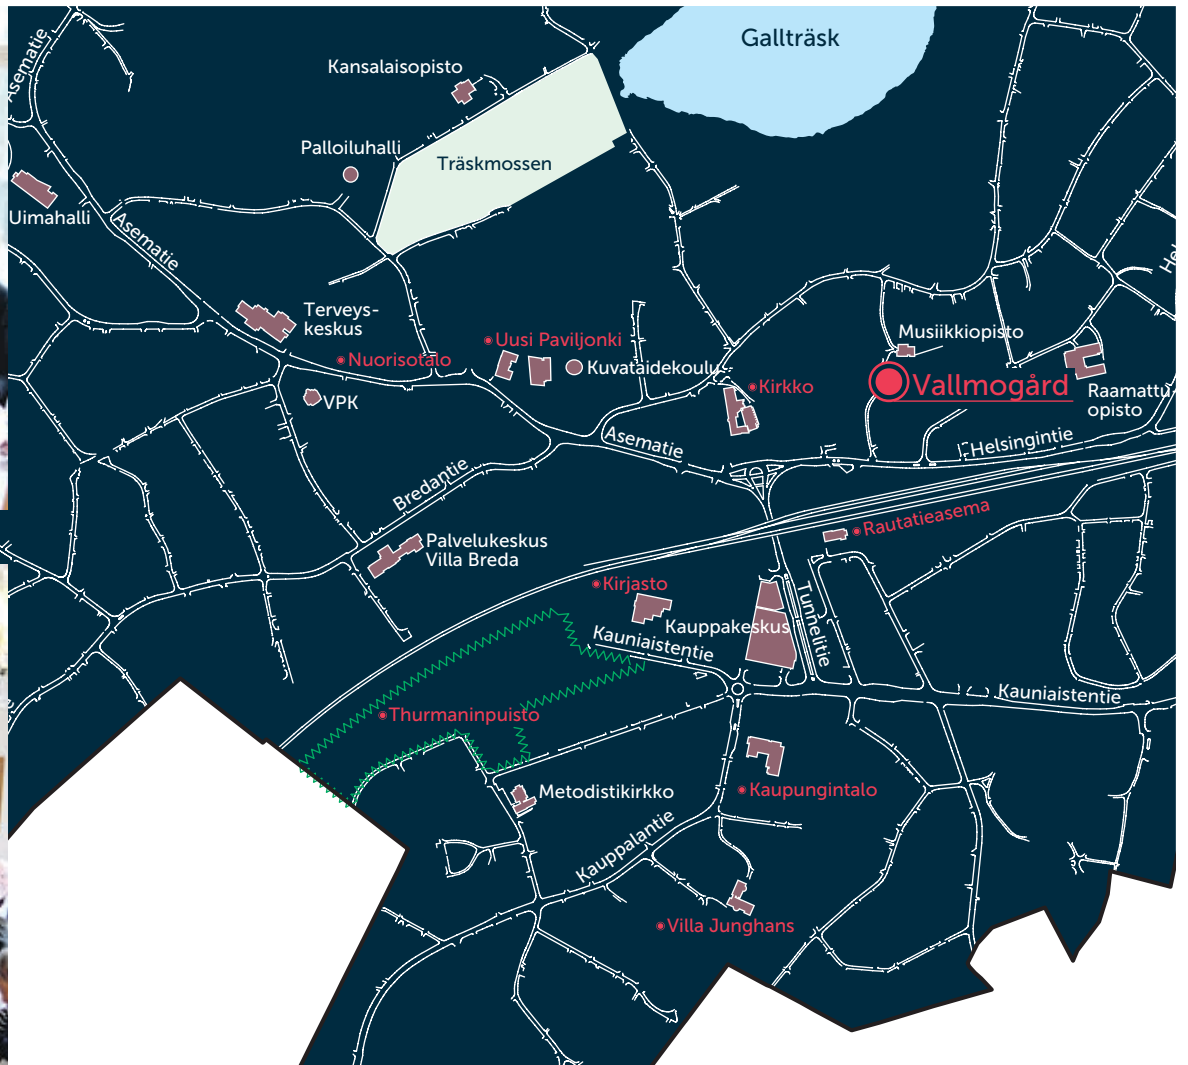 Gallträsk
Asematie
Kansalaisopisto
Palloiluhalli
Träskmossen
Uimahalli
Asematie
Terveys-
keskus
Nuorisotalo
Uusi Paviljonki
Kuvataidekoulu
Musiikkiopisto
Vallmogård
Kirkko
Raamattu
opisto
VPK
Asematie
Helsingintie
Bredantie
Rautatieasema
Palvelukeskus
Villa Breda
Kirjasto
Kauppakeskus
Tunnelitie
Kauniaistentie
Kauniaistentie
Thurmaninpuisto
Metodistikirkko
Kaupungintalo
Kauppalantie
Villa Junghans